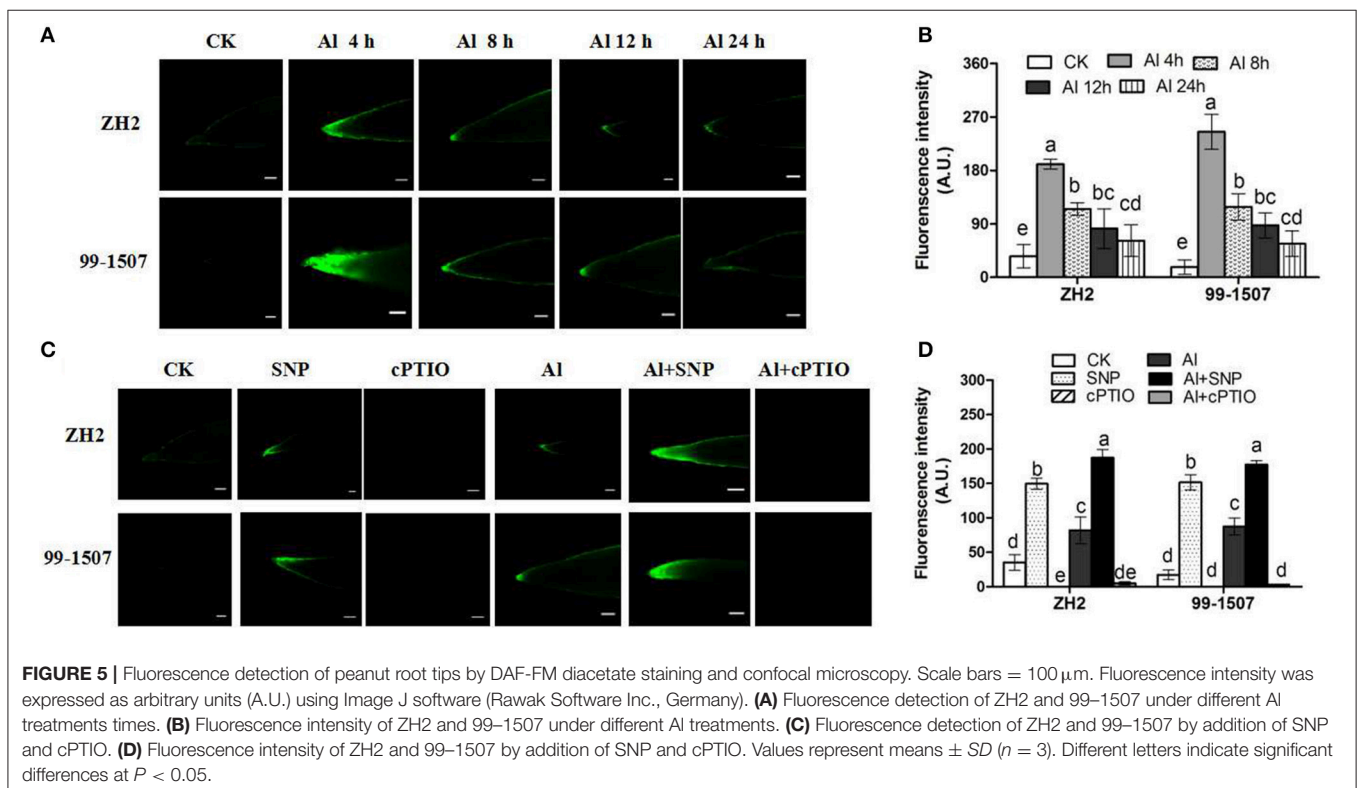 A
CK Al 4 h Al 8 h Al 12 h Al 24 h
ZH2
99-1507
B
360
270
180
90
0
Fluorescence intensity
(A.U.)
CK Al 4h Al 8h
Al 12h Al 24h
e a b bc cd
e a b bc cd
ZH2 99-1507
C
CK SNP cPTIO Al Al+SNP Al+cPTIO
ZH2
99-1507
D
300
250
200
150
100
50
0
Fluorescence intensity
(A.U.)
CK Al
SNP Al+SNP
cPTIO Al+cPTIO
d b e c a de
d b d c a d
ZH2 99-1507
FIGURE 5 | Fluorescence detection of peanut root tips by DAF-FM diacetate staining and confocal microscopy. Scale bars = 100 μm. Fluorescence intensity was
expressed as arbitrary units (A.U.) using Image J software (Rawak Software Inc., Germany). (A) Fluorescence detection of ZH2 and 99–1507 under different Al
treatments times. (B) Fluorescence intensity of ZH2 and 99–1507 under different Al treatments. (C) Fluorescence detection of ZH2 and 99–1507 by addition of SNP
and cPTIO. (D) Fluorescence intensity of ZH2 and 99–1507 by addition of SNP and cPTIO. Values represent means ± SD (n = 3). Different letters indicate significant
differences at P < 0.05.